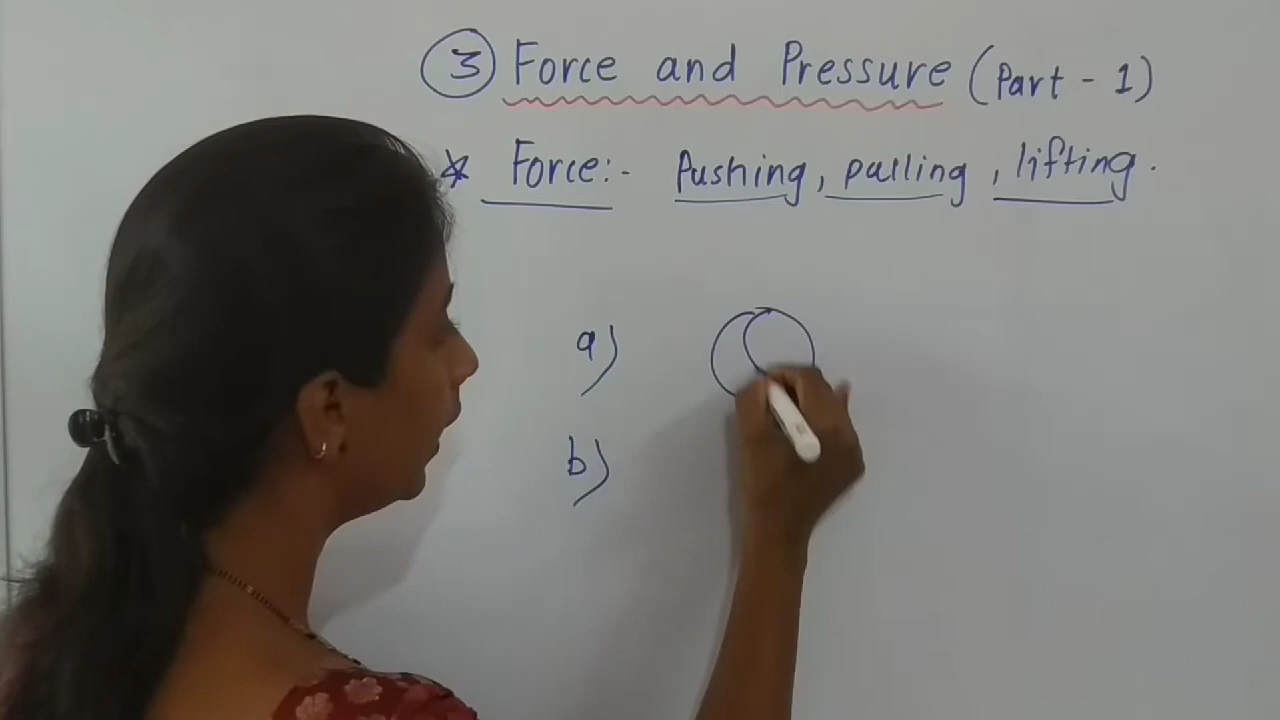 ③ Force and Pressure (Part - 1)
* Force:- Pushing, pulling, lifting.
a)
b)